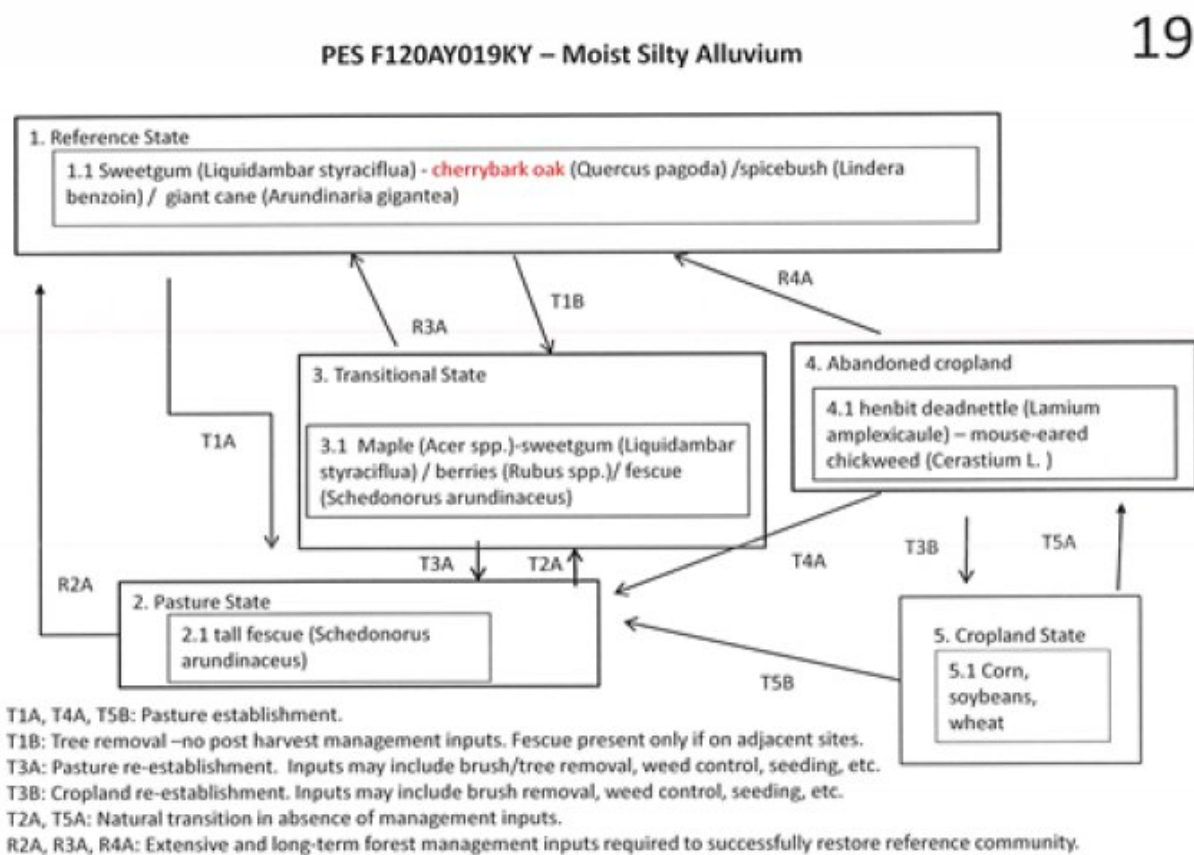 19
PES F120AY019KY – Moist Silty Alluvium
1. Reference State
1.1 Sweetgum (Liquidambar styraciflua) - cherrybark oak (Quercus pagoda) /spicebush (Lindera
benzoin) / giant cane (Arundinaria gigantea)
R3A
T1B
R4A
3. Transitional State
3.1 Maple (Acer spp.)-sweetgum (Liquidambar
styraciflua) / berries (Rubus spp.)/ fescue
(Schedonorus arundinaceus)
4. Abandoned cropland
4.1 henbit deadnettle (Lamium
amplexicaule) – mouse-eared
chickweed (Cerastium L. )
T1A
T3A
T2A
T4A
T3B
T5A
R2A
2. Pasture State
2.1 tall fescue (Schedonorus
arundinaceus)
T5B
5. Cropland State
5.1 Corn,
soybeans,
wheat
T1A, T4A, T5B: Pasture establishment.
T1B: Tree removal –no post harvest management inputs. Fescue present only if on adjacent sites.
T3A: Pasture re-establishment. Inputs may include brush/tree removal, weed control, seeding, etc.
T3B: Cropland re-establishment. Inputs may include brush removal, weed control, seeding, etc.
T2A, T5A: Natural transition in absence of management inputs.
R2A, R3A, R4A: Extensive and long-term forest management inputs required to successfully restore reference community.